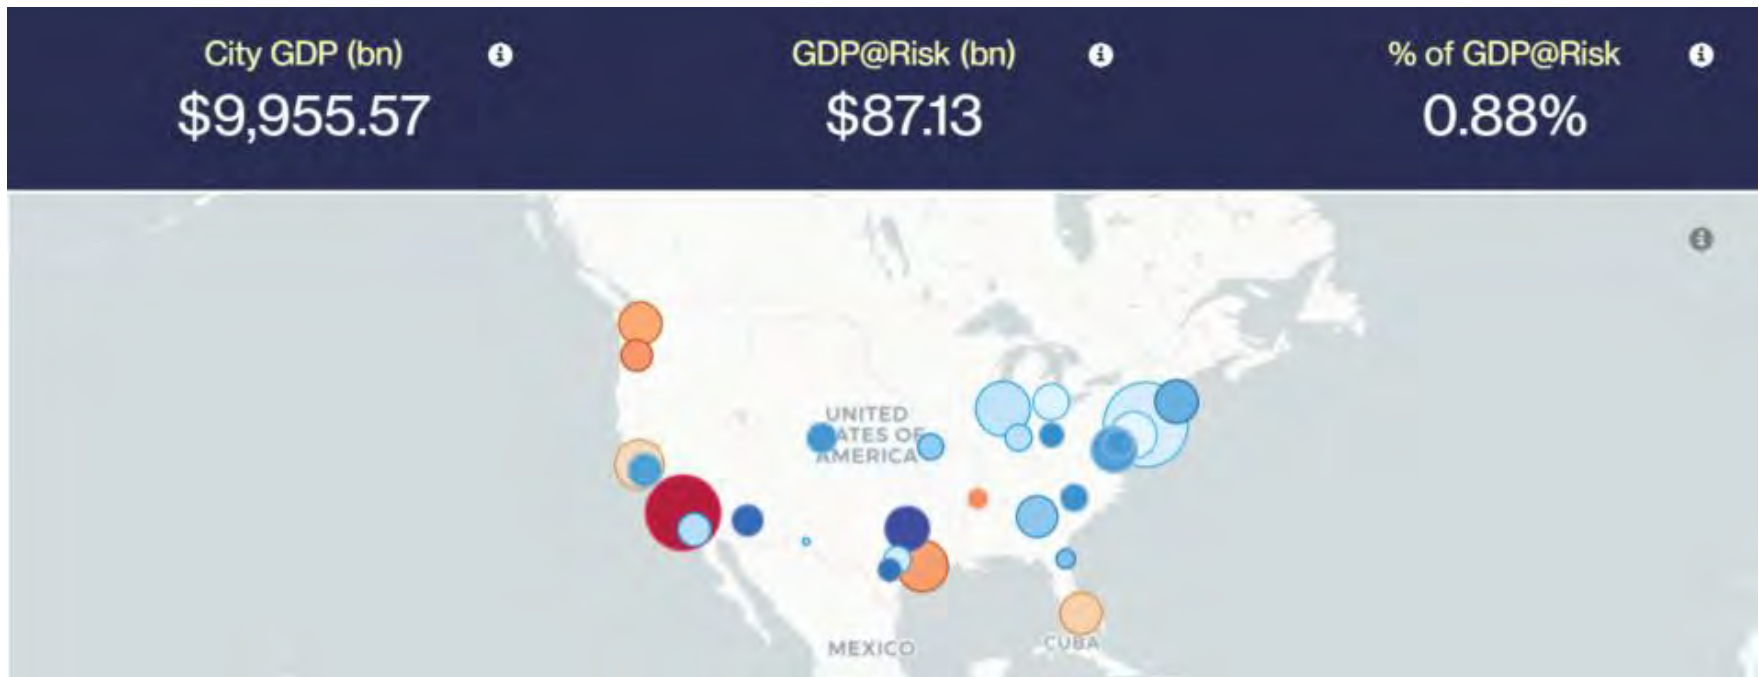 City GDP (bn)
$9,955.57
GDP@Risk (bn)
$87.13
% of GDP@Risk
0.88%
UNITED
ATES OF
AMERICA
MEXICO
CUBA